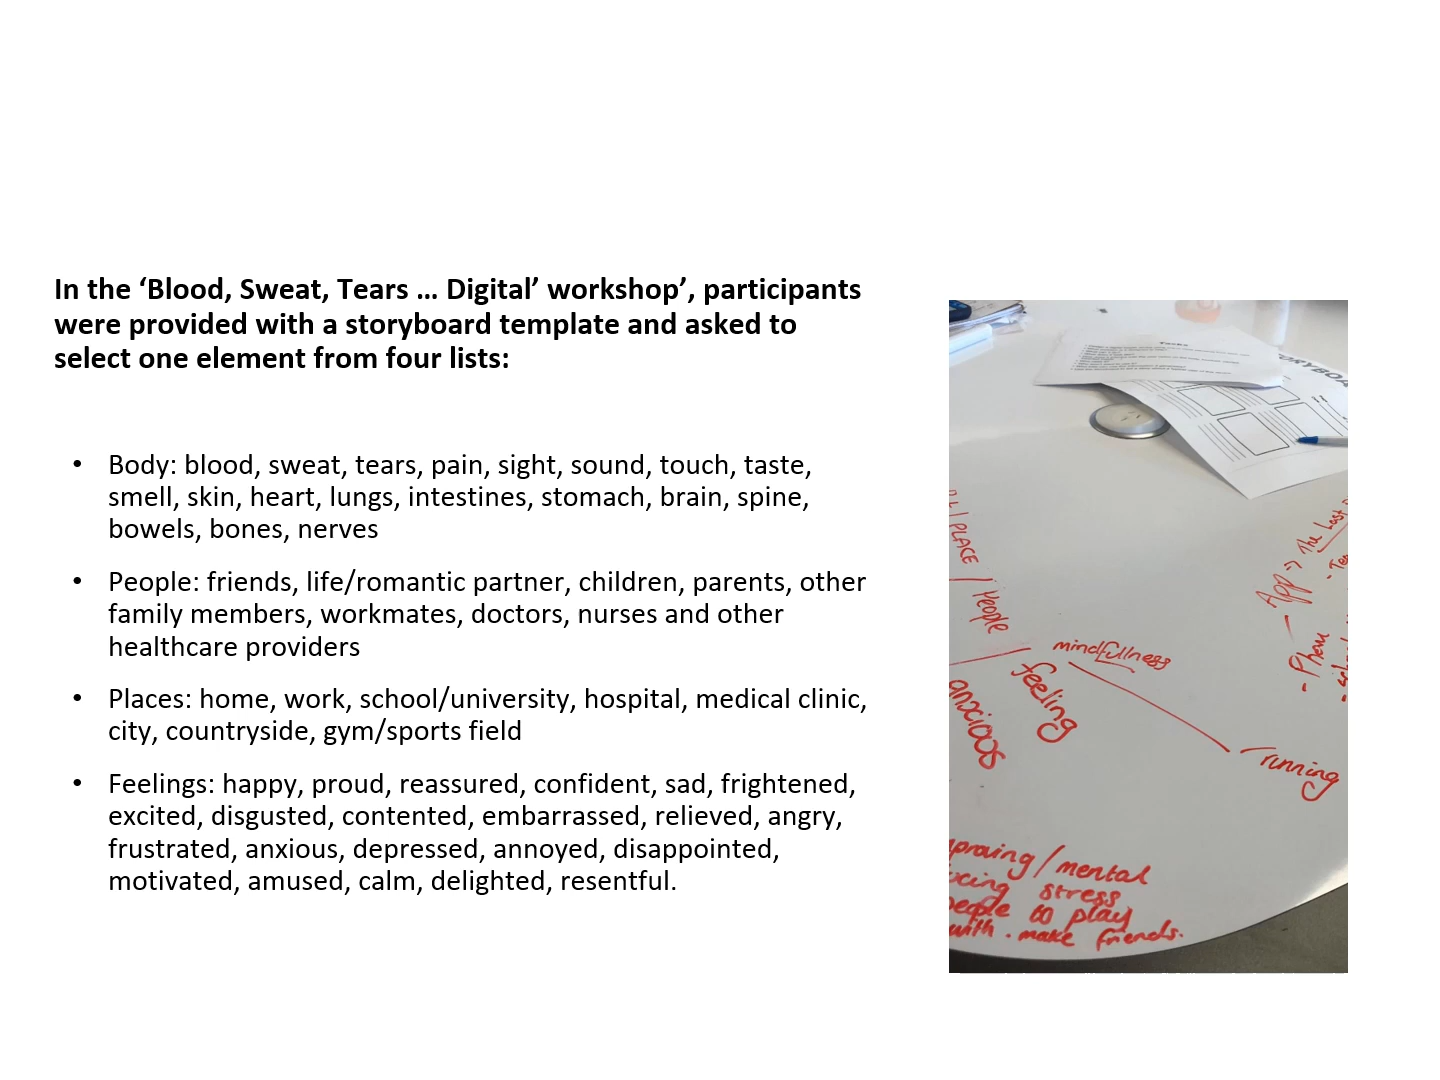 In the ‘Blood, Sweat, Tears … Digital’ workshop’, participants
were provided with a storyboard template and asked to
select one element from four lists:
• Body: blood, sweat, tears, pain, sight, sound, touch, taste,
smell, skin, heart, lungs, intestines, stomach, brain, spine,
bowels, bones, nerves
• People: friends, life/romantic partner, children, parents, other
family members, workmates, doctors, nurses and other
healthcare providers
• Places: home, work, school/university, hospital, medical clinic,
city, countryside, gym/sports field
• Feelings: happy, proud, reassured, confident, sad, frightened,
excited, disgusted, contented, embarrassed, relieved, angry,
frustrated, anxious, depressed, annoyed, disappointed,
motivated, amused, calm, delighted, resentful.
Tasks
/ PLACE
/ People
feeling
anxious
mindfullness
running
App → The Last
/ mental
stress
people to play
with . make friends.